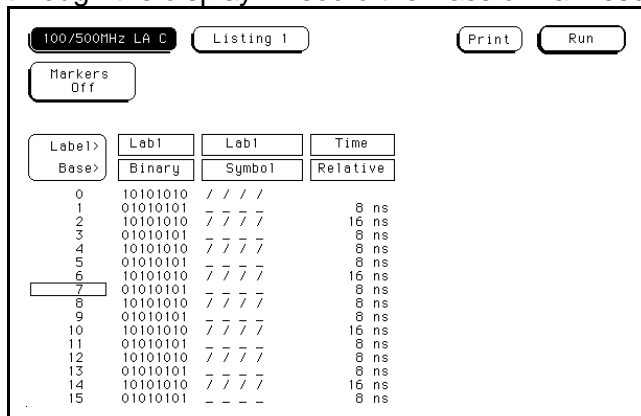 through the display
100/500MHz LA C Listing 1 Print Run
Markers
Off
Label> Lab1 Lab1 Time
Base> Binary Symbol Relative
0 10101010 / / / /
1 01010101 _ _ _ _ 8 ns
2 10101010 / / / / 16 ns
3 01010101 _ _ _ _ 8 ns
4 10101010 / / / / 8 ns
5 01010101 _ _ _ _ 8 ns
6 10101010 / / / / 16 ns
7 01010101 _ _ _ _ 8 ns
8 10101010 / / / / 8 ns
9 01010101 _ _ _ _ 8 ns
10 10101010 / / / / 16 ns
11 01010101 _ _ _ _ 8 ns
12 10101010 / / / / 8 ns
13 01010101 _ _ _ _ 8 ns
14 10101010 / / / / 16 ns
15 01010101 _ _ _ _ 8 ns